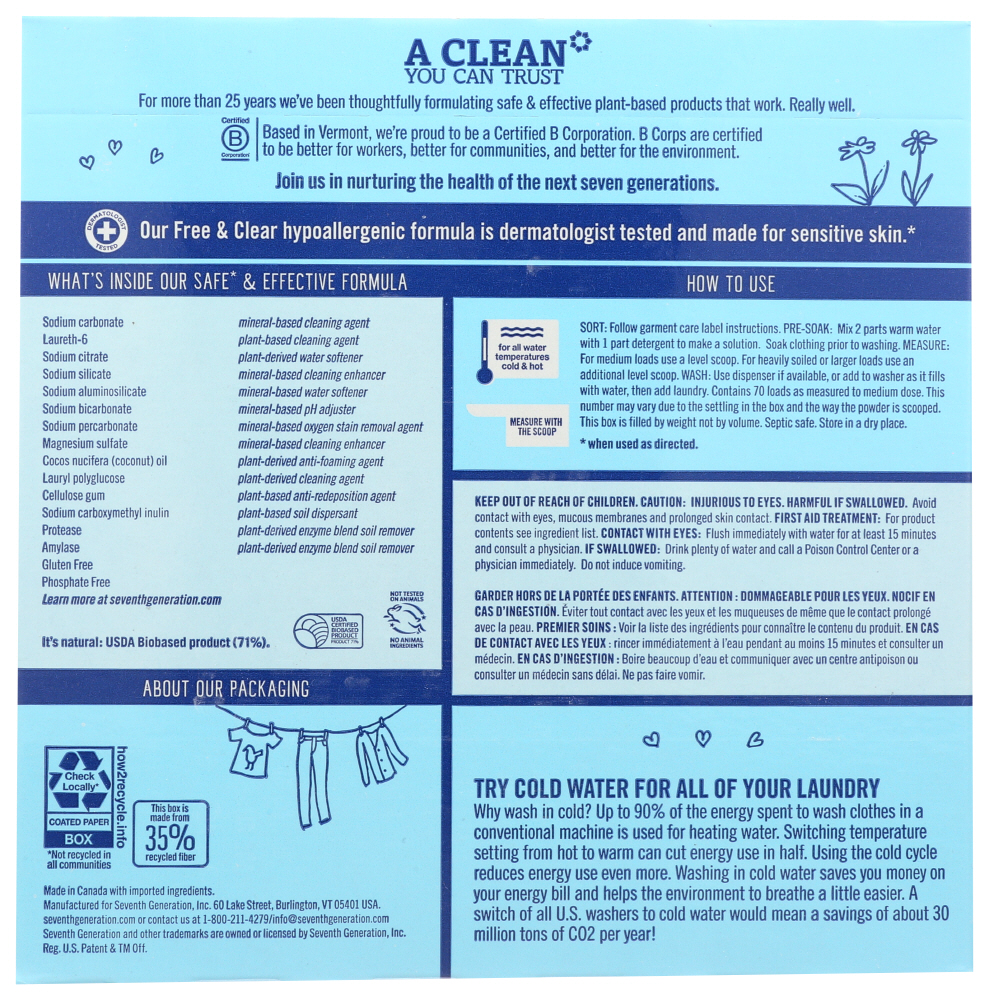 A CLEAN
YOU CAN TRUST
For more than 25 years we've been thoughtfully formulating safe & effective plant-based products that work. Really well.
Certified
B
Corporation
Based in Vermont, we're proud to be a Certified B Corporation. B Corps are certified
to be better for workers, better for communities, and better for the environment.
Join us in nurturing the health of the next seven generations.
DERMATOLOGIST
TESTED
Our Free & Clear hypoallergenic formula is dermatologist tested and made for sensitive skin.*
WHAT'S INSIDE OUR SAFE* & EFFECTIVE FORMULA
Sodium carbonate mineral-based cleaning agent
Laureth-6 plant-based cleaning agent
Sodium citrate plant-derived water softener
Sodium silicate mineral-based cleaning enhancer
Sodium aluminosilicate mineral-based water softener
Sodium bicarbonate mineral-based pH adjuster
Sodium percarbonate mineral-based oxygen stain removal agent
Magnesium sulfate mineral-based cleaning enhancer
Cocos nucifera (coconut) oil plant-derived anti-foaming agent
Lauryl polyglucose plant-derived cleaning agent
Cellulose gum plant-based anti-redeposition agent
Sodium carboxymethyl inulin plant-based soil dispersant
Protease plant-derived enzyme blend soil remover
Amylase plant-derived enzyme blend soil remover
Gluten Free
Phosphate Free
Learn more at seventhgeneration.com
It's natural: USDA Biobased product (71%).
USDA
CERTIFIED
BIOBASED
PRODUCT
PRODUCT 71%
NOT TESTED
ON ANIMALS
NO ANIMAL
INGREDIENTS
HOW TO USE
for all water
temperatures
cold & hot
MEASURE WITH
THE SCOOP
SORT: Follow garment care label instructions. PRE-SOAK: Mix 2 parts warm water
with 1 part detergent to make a solution. Soak clothing prior to washing. MEASURE:
For medium loads use a level scoop. For heavily soiled or larger loads use an
additional level scoop. WASH: Use dispenser if available, or add to washer as it fills
with water, then add laundry. Contains 70 loads as measured to medium dose. This
number may vary due to the settling in the box and the way the powder is scooped.
This box is filled by weight not by volume. Septic safe. Store in a dry place.
*when used as directed.
KEEP OUT OF REACH OF CHILDREN. CAUTION: INJURIOUS TO EYES. HARMFUL IF SWALLOWED. Avoid
contact with eyes, mucous membranes and prolonged skin contact. FIRST AID TREATMENT: For product
contents see ingredient list. CONTACT WITH EYES: Flush immediately with water for at least 15 minutes
and consult a physician. IF SWALLOWED: Drink plenty of water and call a Poison Control Center or a
physician immediately. Do not induce vomiting.
GARDER HORS DE LA PORTÉE DES ENFANTS. ATTENTION : DOMMAGEABLE POUR LES YEUX. NOCIF EN
CAS D'INGESTION. Éviter tout contact avec les yeux et les muqueuses de même que le contact prolongé
avec la peau. PREMIER SOINS : Voir la liste des ingrédients pour connaître le contenu du produit. EN CAS
DE CONTACT AVEC LES YEUX : rincer immédiatement à l'eau pendant au moins 15 minutes et consulter un
médecin. EN CAS D'INGESTION : Boire beaucoup d'eau et communiquer avec un centre antipoison ou
consulter un médecin sans délai. Ne pas faire vomir.
ABOUT OUR PACKAGING
Check
Locally*
COATED PAPER
BOX
*Not recycled in
all communities
how2recycle.info
This box is
made from
35%
recycled fiber
Made in Canada with imported ingredients.
Manufactured for Seventh Generation, Inc. 60 Lake Street, Burlington, VT 05401 USA.
seventhgeneration.com or contact us at 1-800-211-4279/info@seventhgeneration.com
Seventh Generation and other trademarks are owned or licensed by Seventh Generation, Inc.
Reg. U.S. Patent & TM Off.
TRY COLD WATER FOR ALL OF YOUR LAUNDRY
Why wash in cold? Up to 90% of the energy spent to wash clothes in a
conventional machine is used for heating water. Switching temperature
setting from hot to warm can cut energy use in half. Using the cold cycle
reduces energy use even more. Washing in cold water saves you money on
your energy bill and helps the environment to breathe a little easier. A
switch of all U.S. washers to cold water would mean a savings of about 30
million tons of CO2 per year!